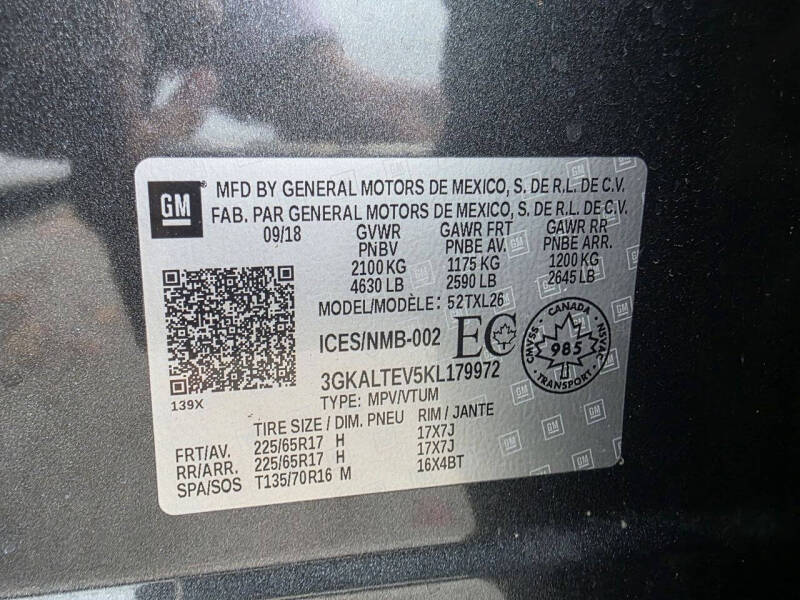 GM
MFD BY GENERAL MOTORS DE MEXICO, S. DE R.L. DE C.V.
FAB. PAR GENERAL MOTORS DE MEXICO, S. DE R.L. DE C.V.
09/18 GVWR GAWR FRT GAWR RR
PNBV PNBE AV. PNBE ARR.
2100 KG 1175 KG 1200 KG
4630 LB 2590 LB 2645 LB
MODEL/MODÈLE: 52TXL26
ICES/NMB-002 EC
CANADA
CMVSS 985 NSVAC
TRANSPORT
3GKALTEV5KL179972
TYPE: MPV/VTUM
139X
TIRE SIZE / DIM. PNEU RIM / JANTE
FRT/AV. 225/65R17 H 17X7J
RR/ARR. 225/65R17 H 17X7J
SPA/SOS T135/70R16 M 16X4BT